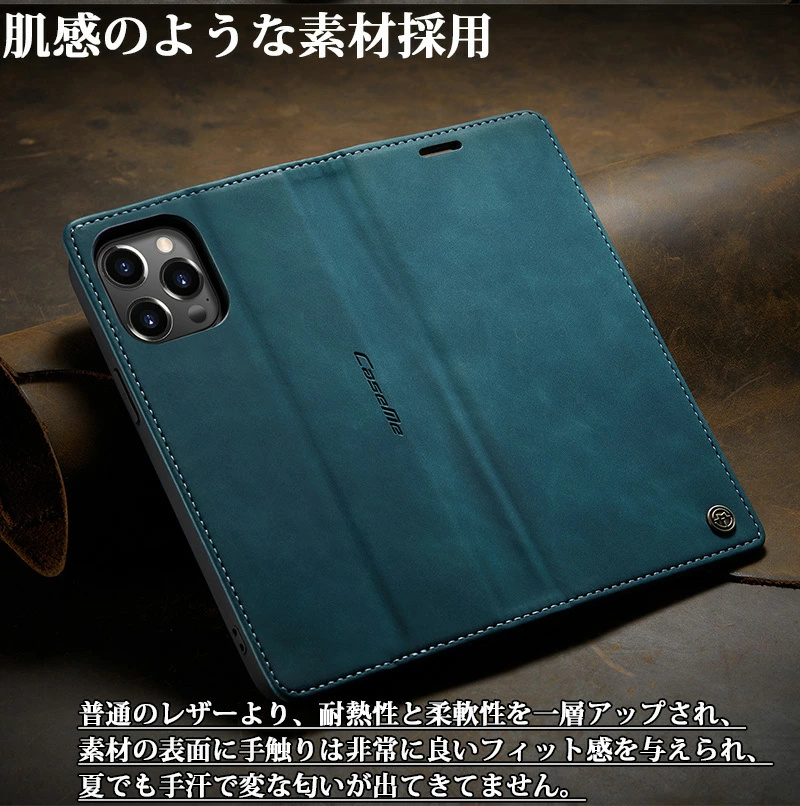 肌感のような素材採用
CaseMe
普通のレザーより、耐熱性と柔軟性を一層アップされ、
素材の表面に手触りは非常に良いフィット感を与えられ、
夏でも手汗で変な匂いが出てきてません。